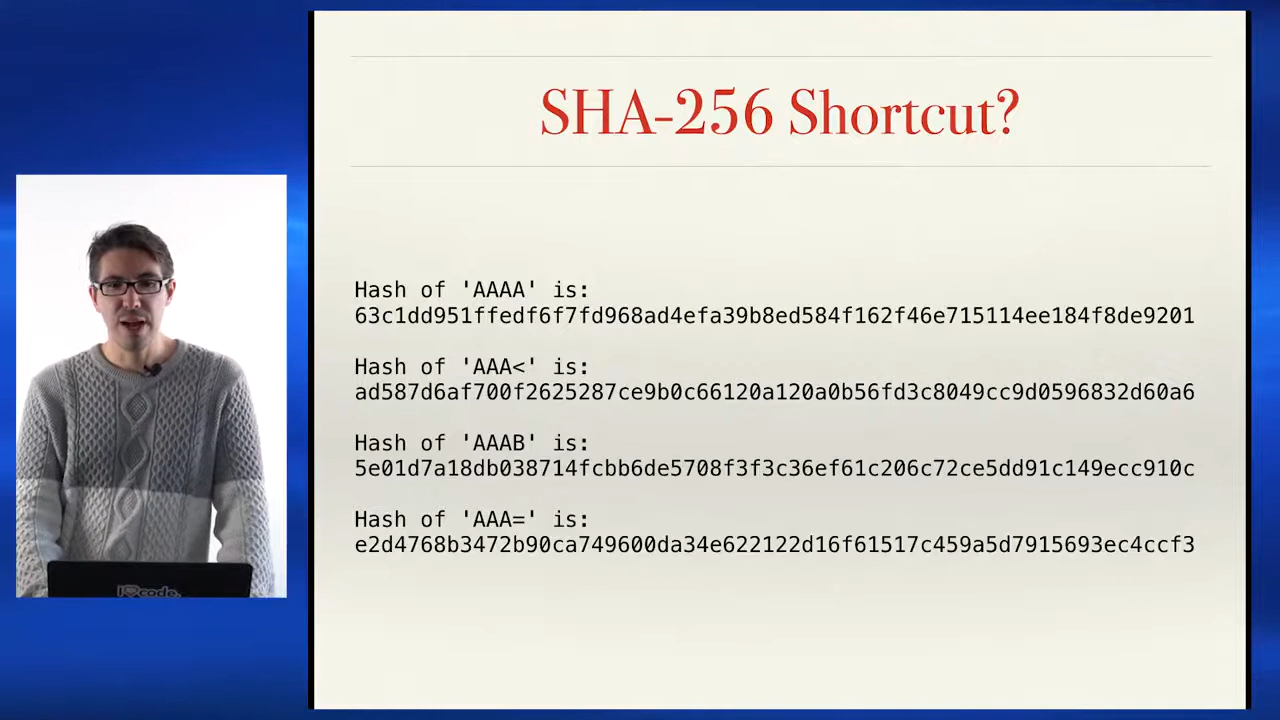 SHA-256 Shortcut?
Hash of 'AAAA' is:
63c1dd951ffedf6f7fd968ad4efa39b8ed584f162f46e715114ee184f8de9201
Hash of 'AAA<' is:
ad587d6af700f2625287ce9b0c66120a120a0b56fd3c8049cc9d0596832d60a6
Hash of 'AAAB' is:
5e01d7a18db038714fcbb6de5708f3f3c36ef61c206c72ce5dd91c149ecc910c
Hash of 'AAA=' is:
e2d4768b3472b90ca749600da34e622122d16f61517c459a5d7915693ec4ccf3
code.